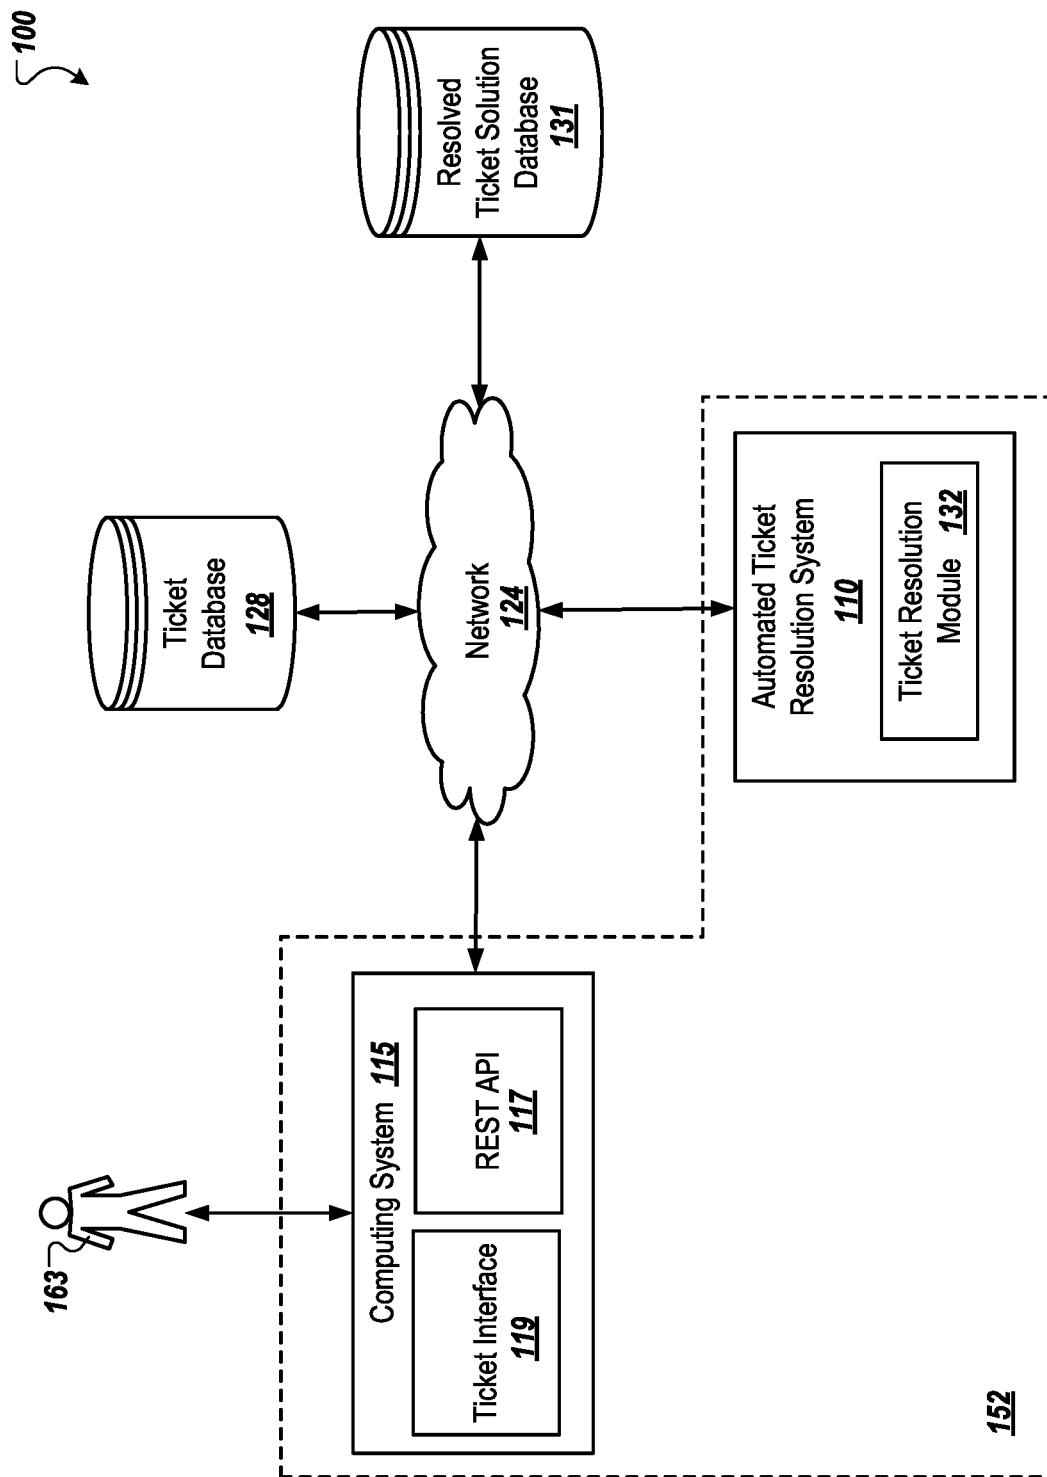 100
163
Computing System 115
Ticket Interface
119
REST API
117
Ticket
Database
128
Network
124
Resolved
Ticket Solution
Database
131
Automated Ticket
Resolution System
110
Ticket Resolution
Module 132
152